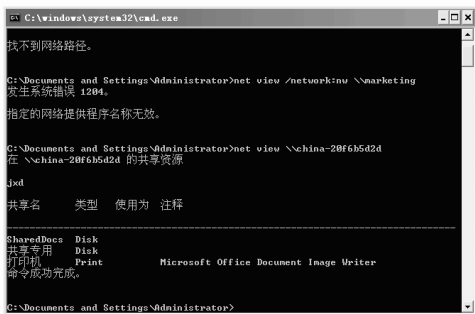 C:\windows\system32\cmd.exe
找不到网络路径。
C:\Documents and Settings\Administrator>net view /network:nw \\marketing
发生系统错误 1204。
指定的网络提供程序名称无效。
C:\Documents and Settings\Administrator>net view \\china-20f6b5d2d
在 \\china-20f6b5d2d 的共享资源
jxd
共享名 类型 使用为 注释
SharedDocs Disk
共享专用 Disk
打印机 Print Microsoft Office Document Image Writer
命令成功完成。
C:\Documents and Settings\Administrator>